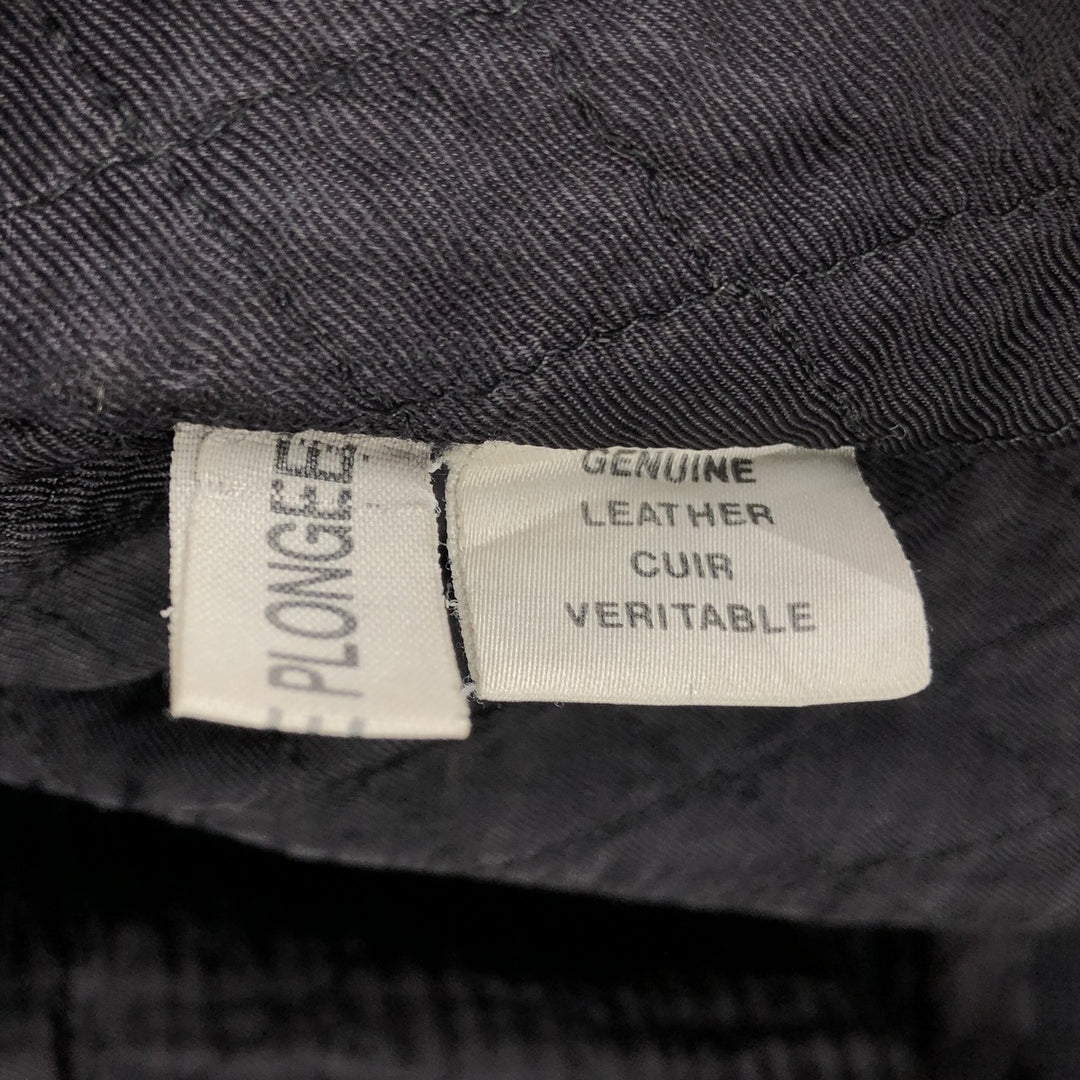 PLONGEE
GENUINE
LEATHER
CUIR
VERITABLE